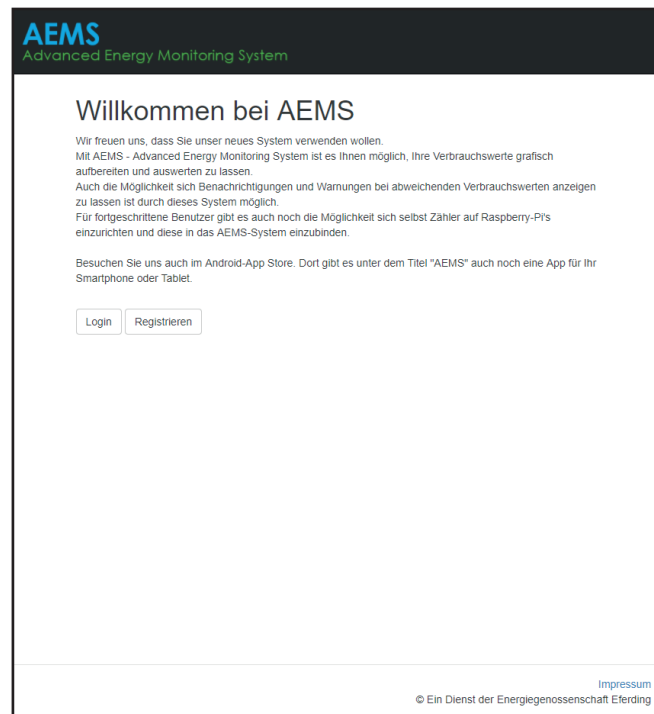 AEMS
Advanced Energy Monitoring System
Willkommen bei AEMS
Wir freuen uns, dass Sie unser neues System verwenden wollen.
Mit AEMS - Advanced Energy Monitoring System ist es Ihnen möglich, Ihre Verbrauchswerte grafisch
aufbereiten und auswerten zu lassen.
Auch die Möglichkeit sich Benachrichtigungen und Warnungen bei abweichenden Verbrauchswerten anzeigen
zu lassen ist durch dieses System möglich.
Für fortgeschrittene Benutzer gibt es auch noch die Möglichkeit sich selbst Zähler auf Raspberry-Pi's
einzurichten und diese in das AEMS-System einzubinden.
Besuchen Sie uns auch im Android-App Store. Dort gibt es unter dem Titel "AEMS" auch noch eine App für Ihr
Smartphone oder Tablet.
Login Registrieren
Impressum
© Ein Dienst der Energiegenossenschaft Eferding